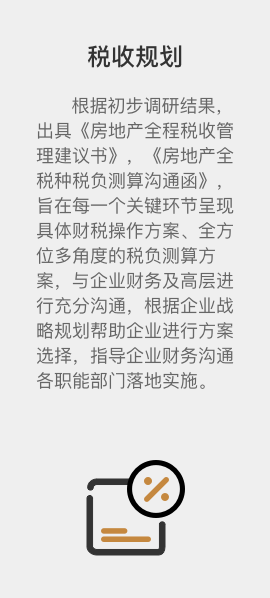 税收规划
根据初步调研结果，
出具《房地产全程税收管
理建议书》，《房地产全
税种税负测算沟通函》，
旨在每一个关键环节呈现
具体财税操作方案、全方
位多角度的税负测算方
案，与企业财务及高层进
行充分沟通，根据企业战
略规划帮助企业进行方案
选择，指导企业财务沟通
各职能部门落地实施。